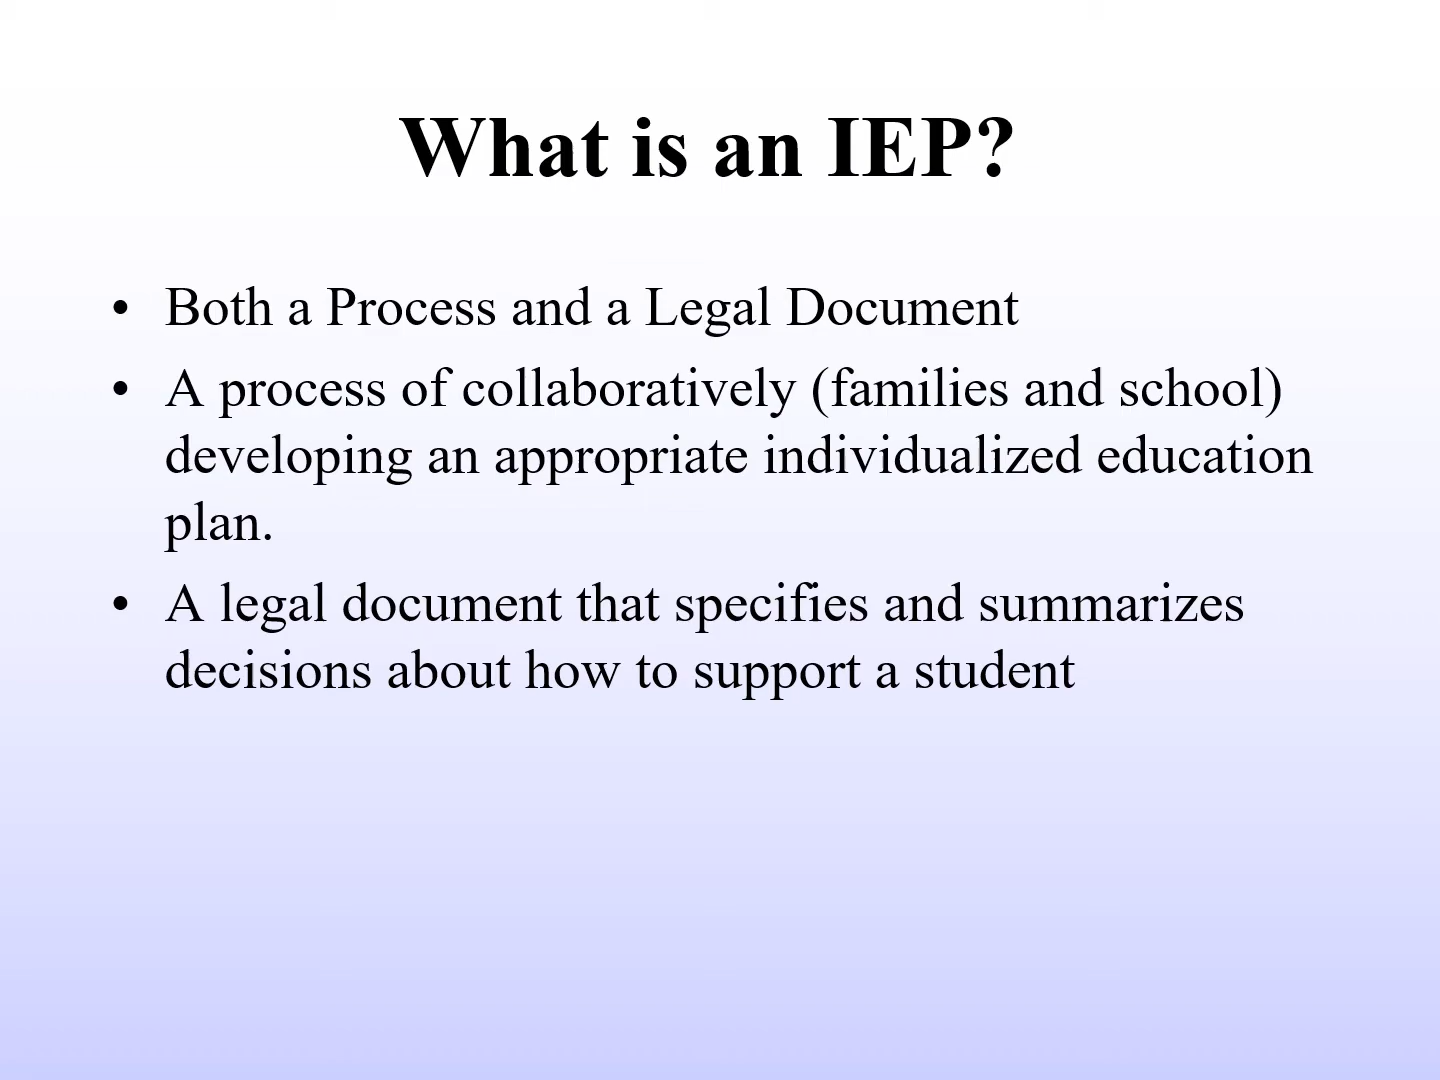 What is an IEP?
• Both a Process and a Legal Document
• A process of collaboratively (families and school)
developing an appropriate individualized education
plan.
• A legal document that specifies and summarizes
decisions about how to support a student